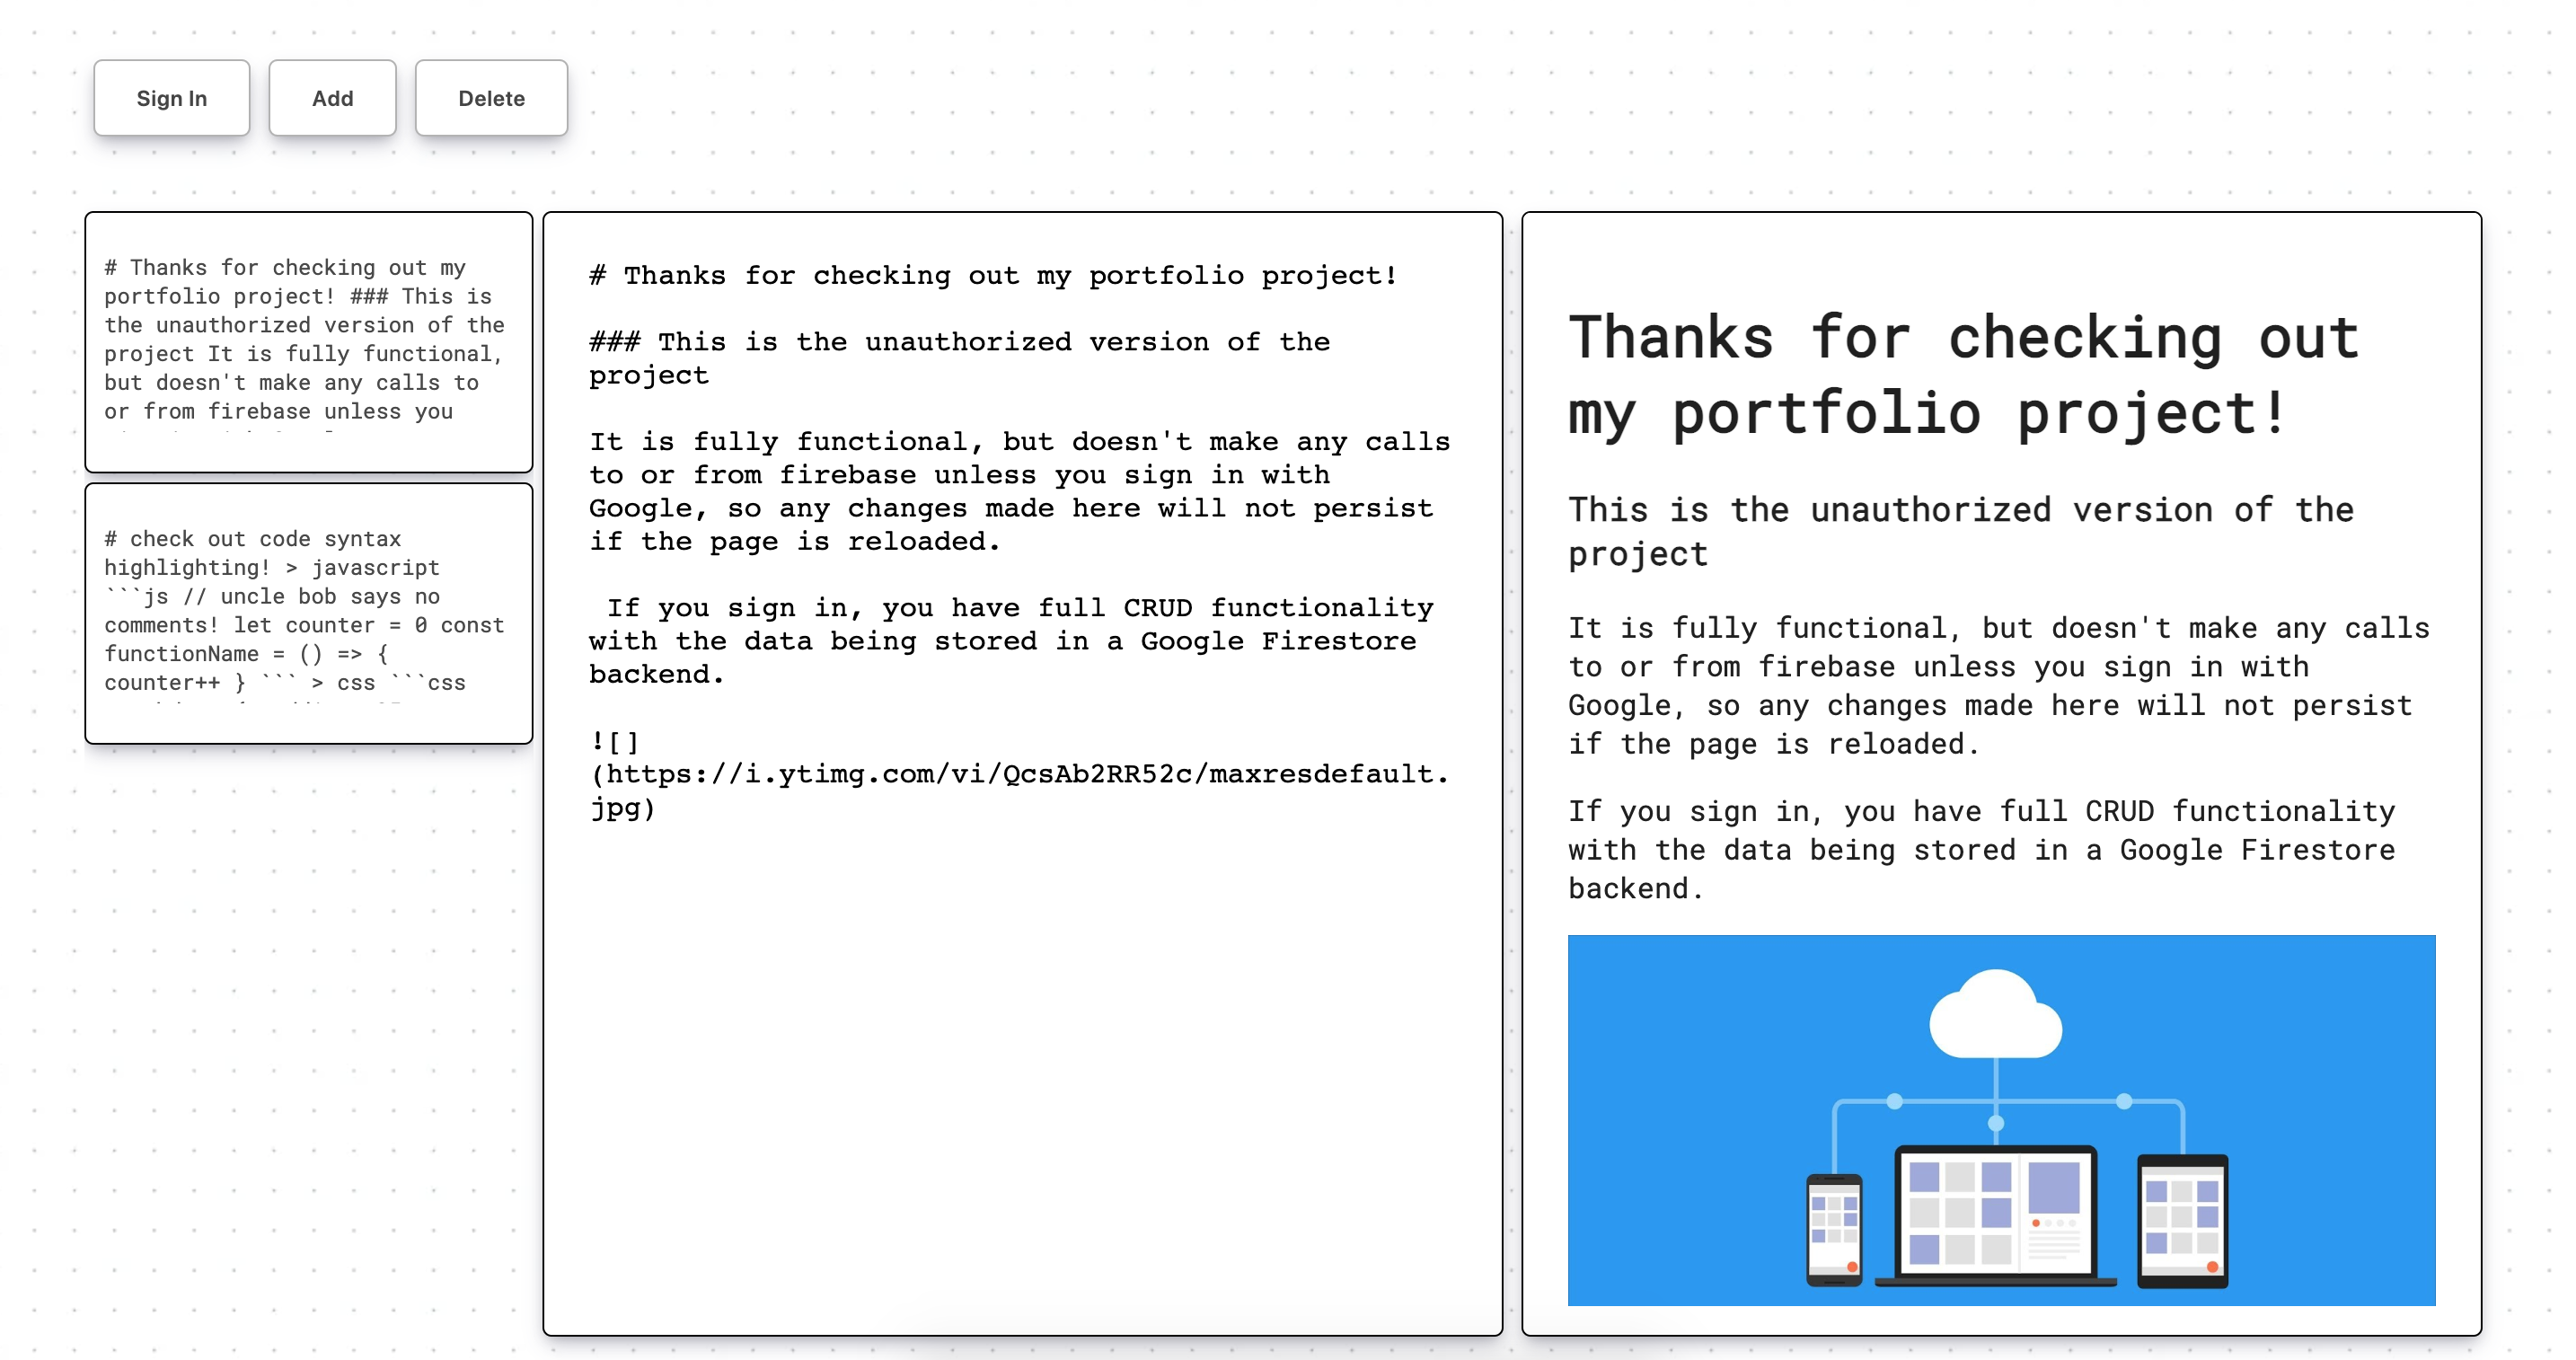 Sign In
Add
Delete
# Thanks for checking out my
portfolio project! ### This is
the unauthorized version of the
project It is fully functional,
but doesn't make any calls to
or from firebase unless you
# check out code syntax
highlighting! > javascript
```js // uncle bob says no
comments! let counter = 0 const
functionName = () => {
counter++ } ``` > css ```css
# Thanks for checking out my portfolio project!
### This is the unauthorized version of the
project
It is fully functional, but doesn't make any calls
to or from firebase unless you sign in with
Google, so any changes made here will not persist
if the page is reloaded.
If you sign in, you have full CRUD functionality
with the data being stored in a Google Firestore
backend.
![]
(https://i.ytimg.com/vi/QcsAb2RR52c/maxresdefault.
jpg)
Thanks for checking out
my portfolio project!
This is the unauthorized version of the
project
It is fully functional, but doesn't make any calls
to or from firebase unless you sign in with
Google, so any changes made here will not persist
if the page is reloaded.
If you sign in, you have full CRUD functionality
with the data being stored in a Google Firestore
backend.